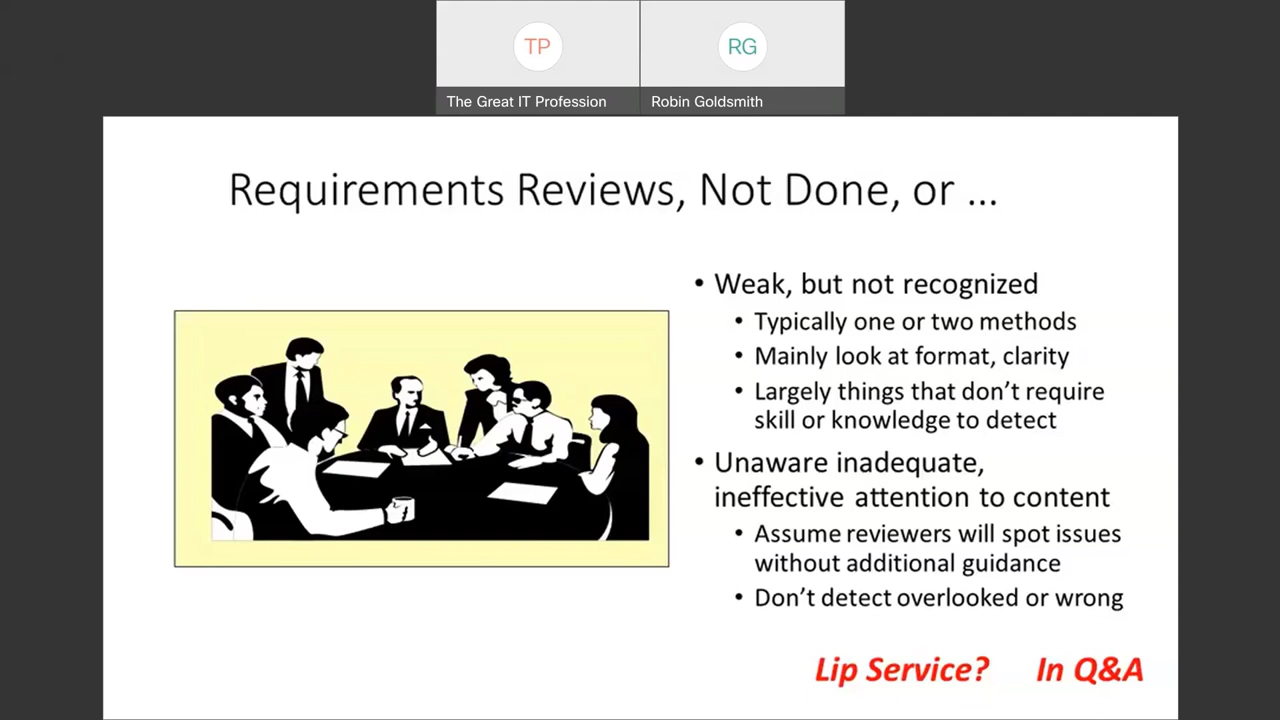 TP
RG
The Great IT Profession
Robin Goldsmith
Requirements Reviews, Not Done, or ...
• Weak, but not recognized
• Typically one or two methods
• Mainly look at format, clarity
• Largely things that don't require
skill or knowledge to detect
• Unaware inadequate,
ineffective attention to content
• Assume reviewers will spot issues
without additional guidance
• Don't detect overlooked or wrong
Lip Service? In Q&A